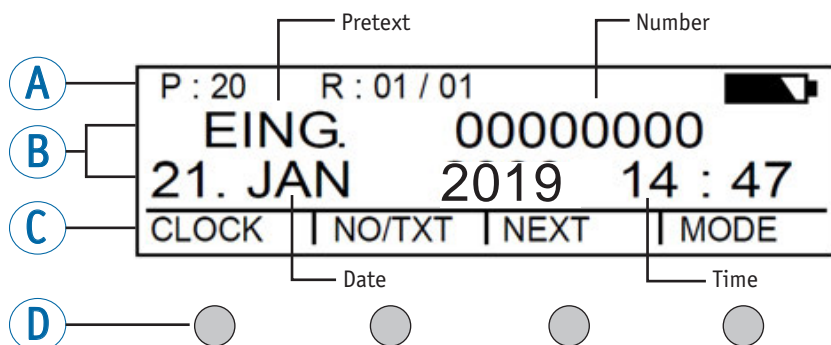 Pretext Number
A P : 20 R : 01 / 01
B EING. 00000000
21. JAN 2019 14 : 47
C CLOCK NO/TXT NEXT MODE
Date Time
D